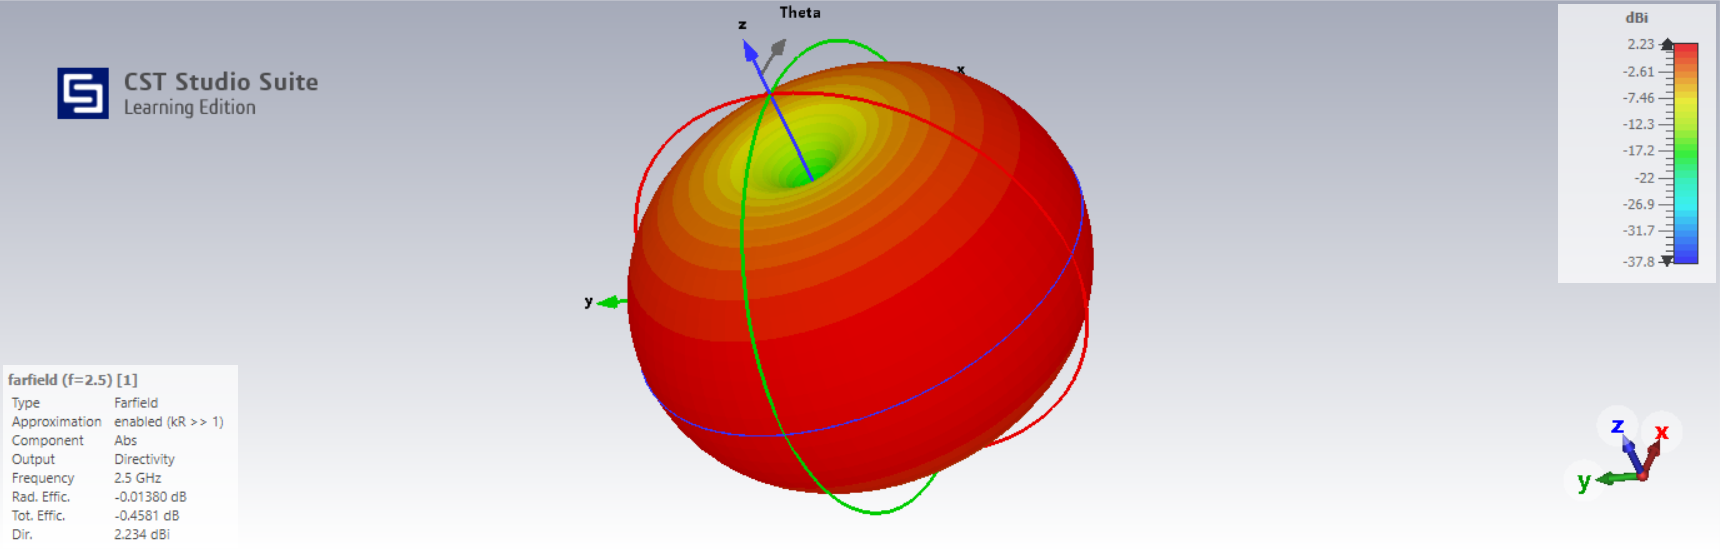 Theta
z
x
y
CST Studio Suite
Learning Edition
dBi
2.23
-2.61
-7.46
-12.3
-17.2
-22
-26.9
-31.7
-37.8
farfield (f=2.5) [1]
Type Farfield
Approximation enabled (kR >> 1)
Component Abs
Output Directivity
Frequency 2.5 GHz
Rad. Effic. -0.01380 dB
Tot. Effic. -0.4581 dB
Dir. 2.234 dBi
z x
y